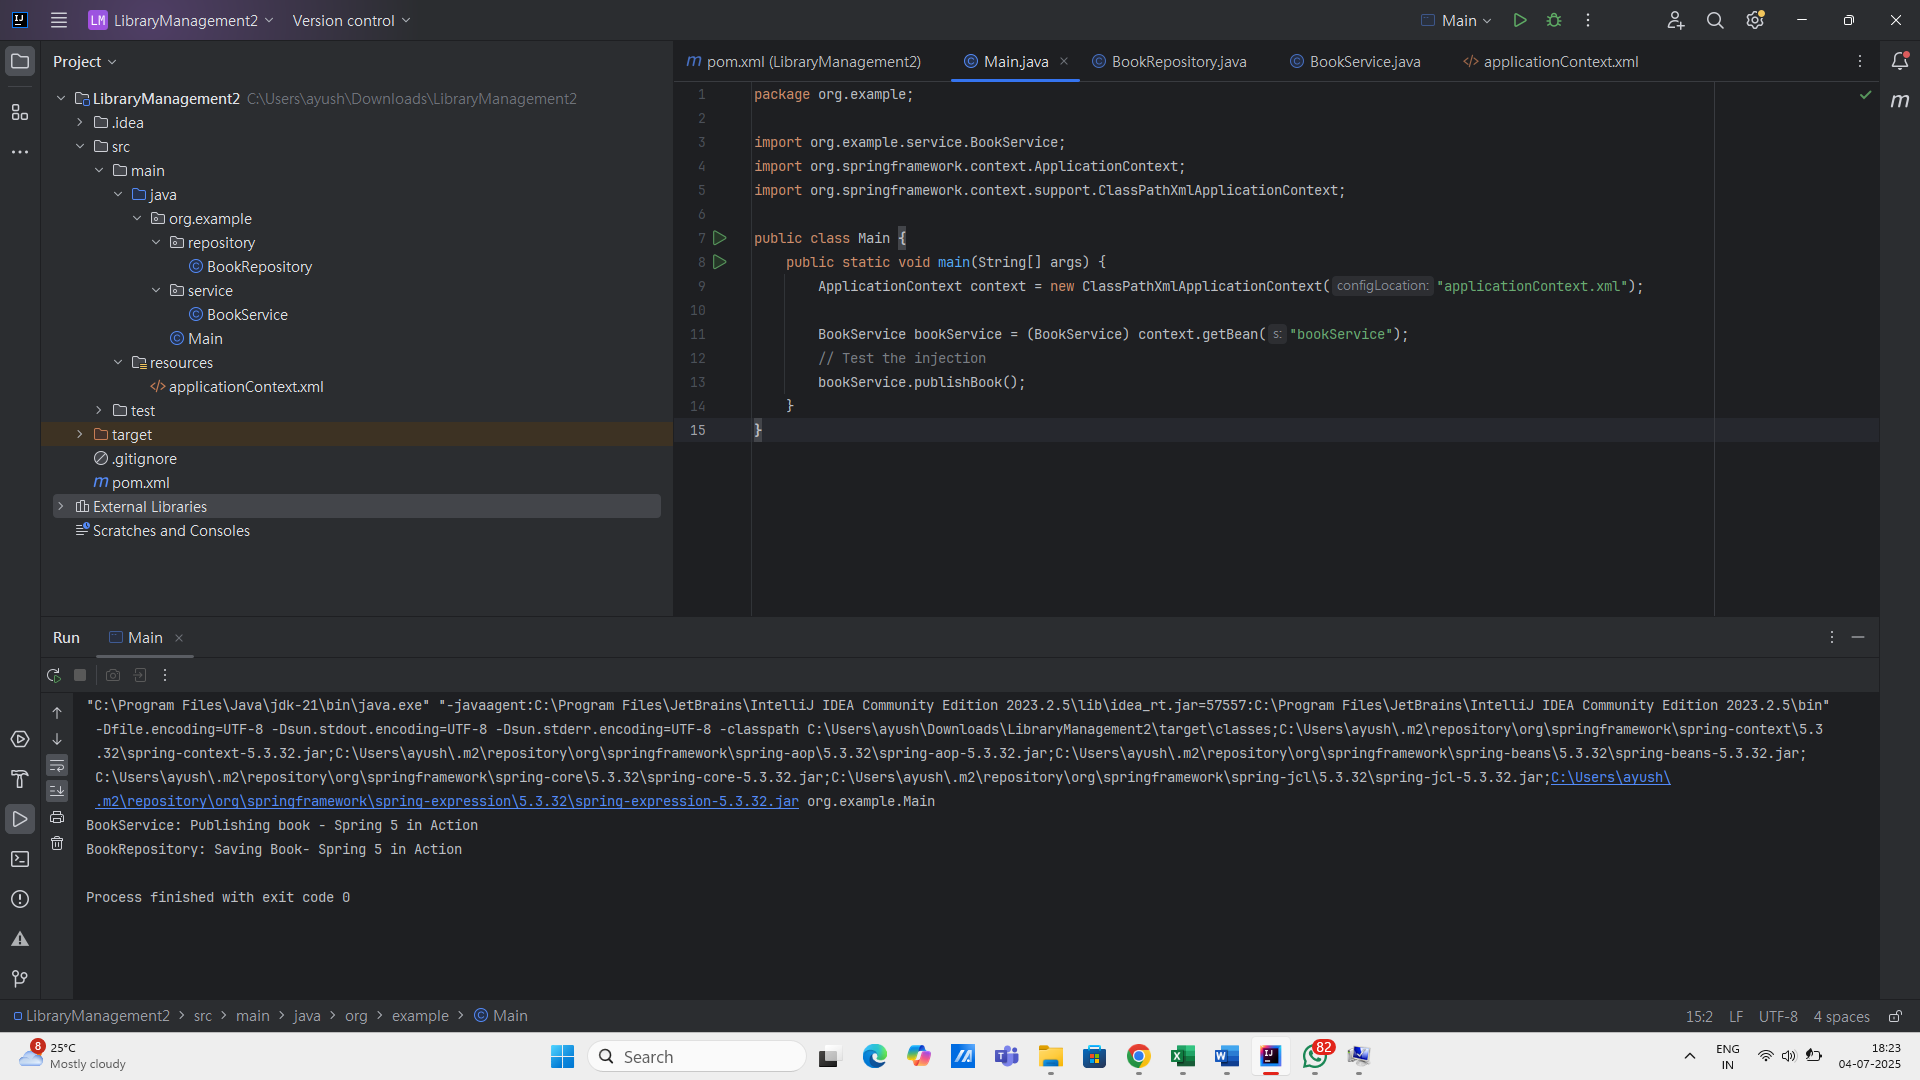 LM LibraryManagement2 Version control
Main
Project
LibraryManagement2 C:\Users\ayush\Downloads\LibraryManagement2
.idea
src
main
java
org.example
repository
BookRepository
service
BookService
Main
resources
applicationContext.xml
test
target
.gitignore
pom.xml
External Libraries
Scratches and Consoles
pom.xml (LibraryManagement2) Main.java BookRepository.java BookService.java applicationContext.xml
1 package org.example;
2
3 import org.example.service.BookService;
4 import org.springframework.context.ApplicationContext;
5 import org.springframework.context.support.ClassPathXmlApplicationContext;
6
7 public class Main {
8 public static void main(String[] args) {
9 ApplicationContext context = new ClassPathXmlApplicationContext( configLocation: "applicationContext.xml");
10
11 BookService bookService = (BookService) context.getBean( s: "bookService");
12 // Test the injection
13 bookService.publishBook();
14 }
15 }
Run Main
"C:\Program Files\Java\jdk-21\bin\java.exe" "-javaagent:C:\Program Files\JetBrains\IntelliJ IDEA Community Edition 2023.2.5\lib\idea_rt.jar=57557:C:\Program Files\JetBrains\IntelliJ IDEA Community Edition 2023.2.5\bin"
-Dfile.encoding=UTF-8 -Dsun.stdout.encoding=UTF-8 -Dsun.stderr.encoding=UTF-8 -classpath C:\Users\ayush\Downloads\LibraryManagement2\target\classes;C:\Users\ayush\.m2\repository\org\springframework\spring-context\5.3
.32\spring-context-5.3.32.jar;C:\Users\ayush\.m2\repository\org\springframework\spring-aop\5.3.32\spring-aop-5.3.32.jar;C:\Users\ayush\.m2\repository\org\springframework\spring-beans\5.3.32\spring-beans-5.3.32.jar;
C:\Users\ayush\.m2\repository\org\springframework\spring-core\5.3.32\spring-core-5.3.32.jar;C:\Users\ayush\.m2\repository\org\springframework\spring-jcl\5.3.32\spring-jcl-5.3.32.jar;C:\Users\ayush\
.m2\repository\org\springframework\spring-expression\5.3.32\spring-expression-5.3.32.jar org.example.Main
BookService: Publishing book - Spring 5 in Action
BookRepository: Saving Book- Spring 5 in Action
Process finished with exit code 0
LibraryManagement2 > src > main > java > org > example > Main
15:2 LF UTF-8 4 spaces
8
25°C
Mostly cloudy
Search
82
ENG
IN
18:23
04-07-2025